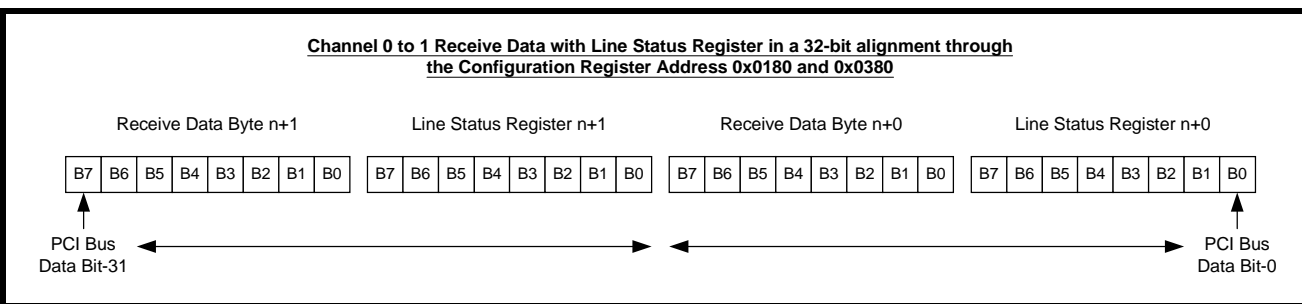 Channel 0 to 1 Receive Data with Line Status Register in a 32-bit alignment through
the Configuration Register Address 0x0180 and 0x0380
Receive Data Byte n+1 Line Status Register n+1 Receive Data Byte n+0 Line Status Register n+0
B7 B6 B5 B4 B3 B2 B1 B0 B7 B6 B5 B4 B3 B2 B1 B0 B7 B6 B5 B4 B3 B2 B1 B0 B7 B6 B5 B4 B3 B2 B1 B0
PCI Bus PCI Bus
Data Bit-31 Data Bit-0